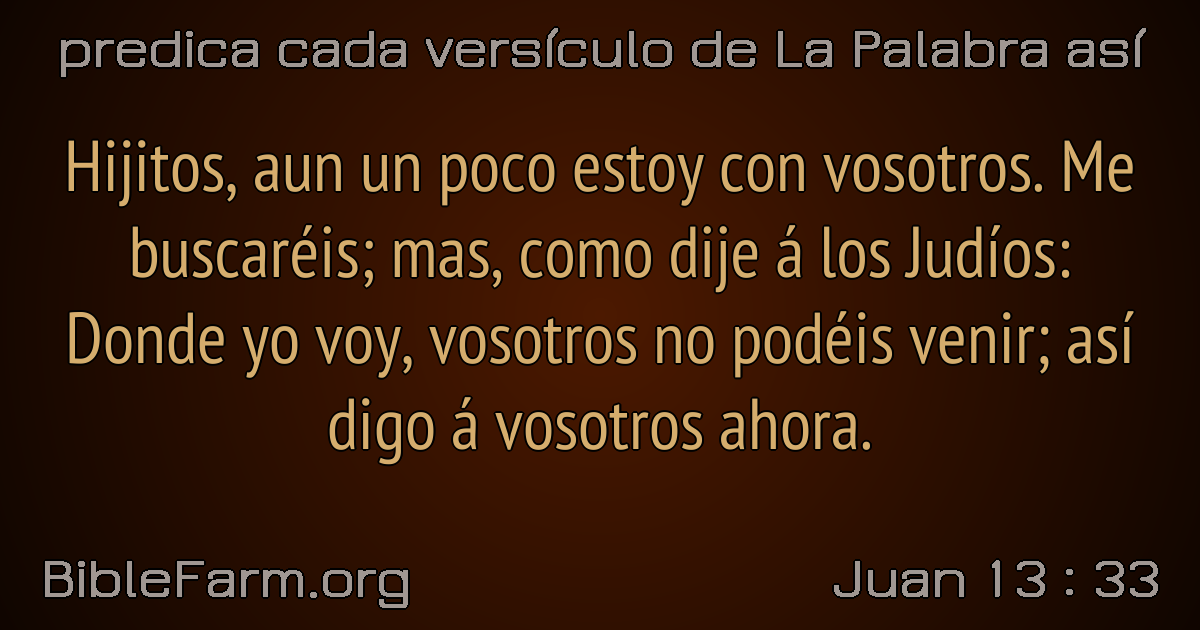 predica cada versículo de La Palabra así
Hijitos, aun un poco estoy con vosotros. Me
buscaréis; mas, como dije á los Judíos:
Donde yo voy, vosotros no podéis venir; así
digo á vosotros ahora.
BibleFarm.org
Juan 13 : 33